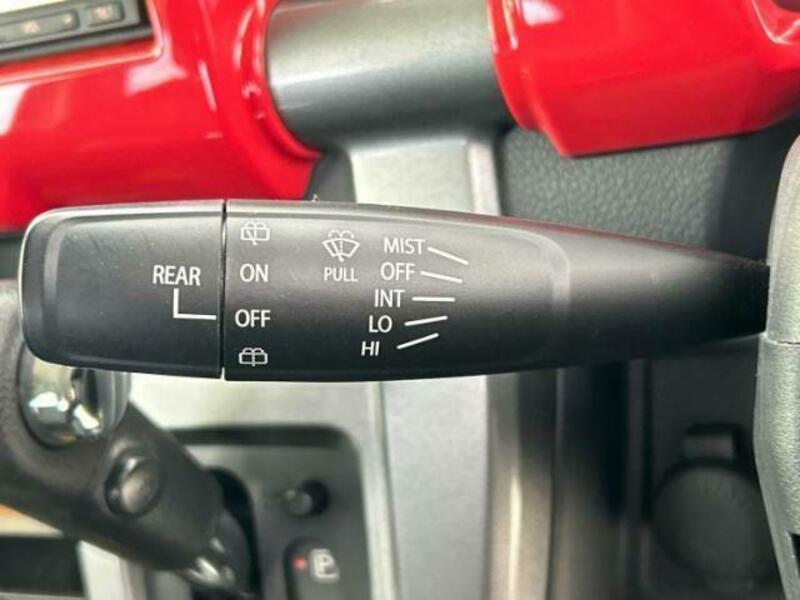 REAR
ON
OFF
PULL
MIST
OFF
INT
LO
HI
P